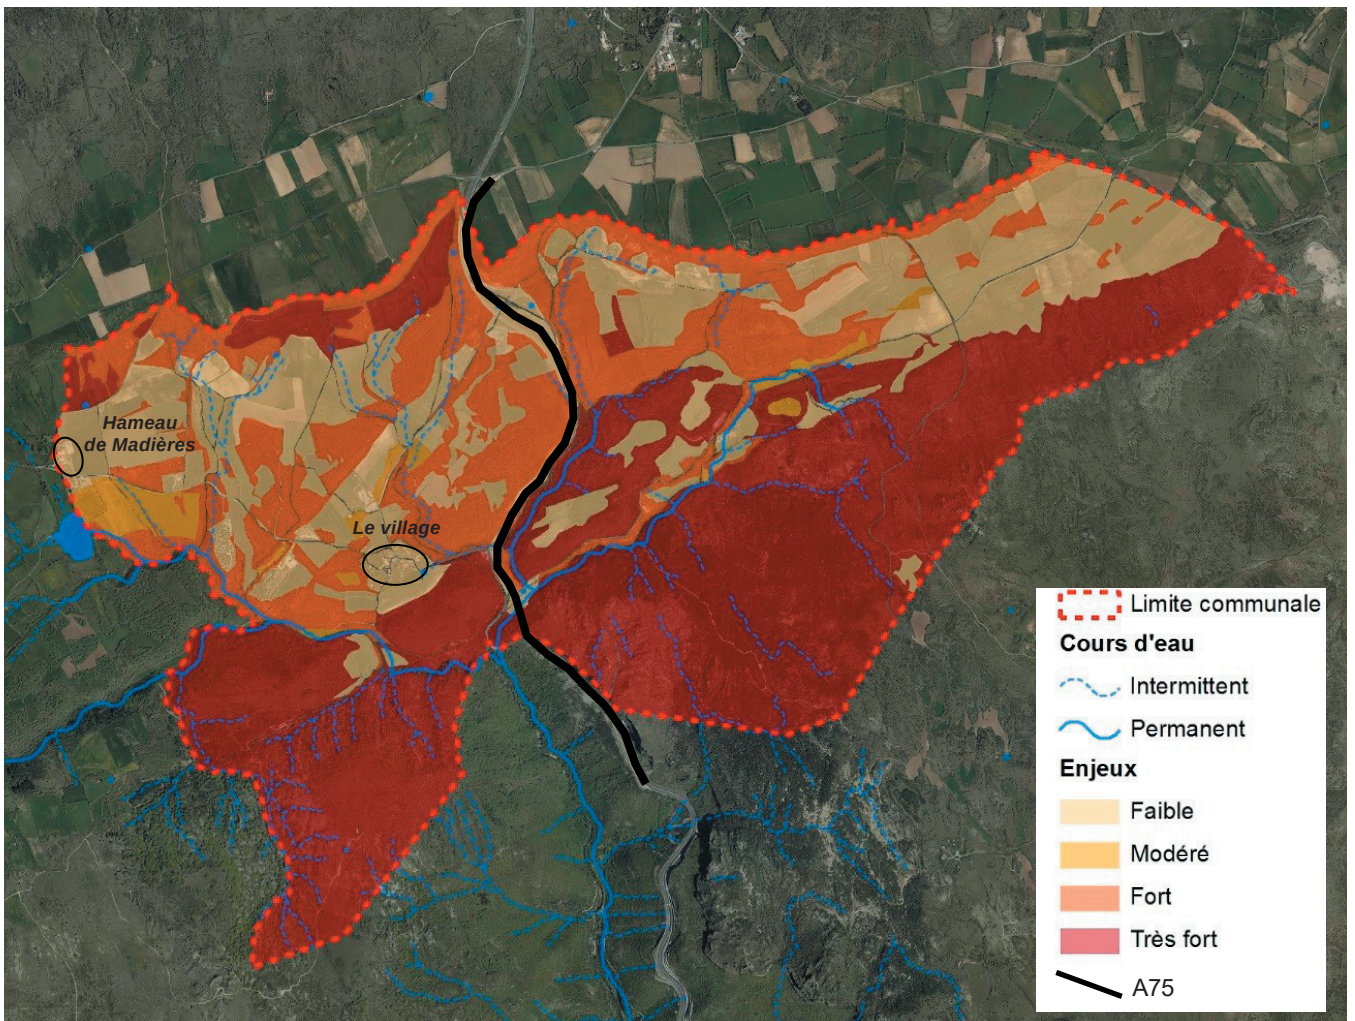 Hameau
de Madières
Le village
Limite communale
Cours d'eau
Intermittent
Permanent
Enjeux
Faible
Modéré
Fort
Très fort
A75